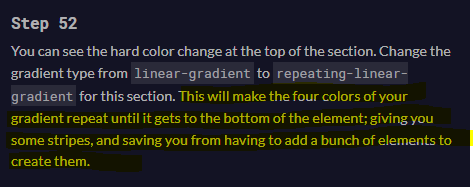 Step 52
You can see the hard color change at the top of the section. Change the
gradient type from linear-gradient to repeating-linear-
gradient for this section. This will make the four colors of your
gradient repeat until it gets to the bottom of the element; giving you
some stripes, and saving you from having to add a bunch of elements to
create them.